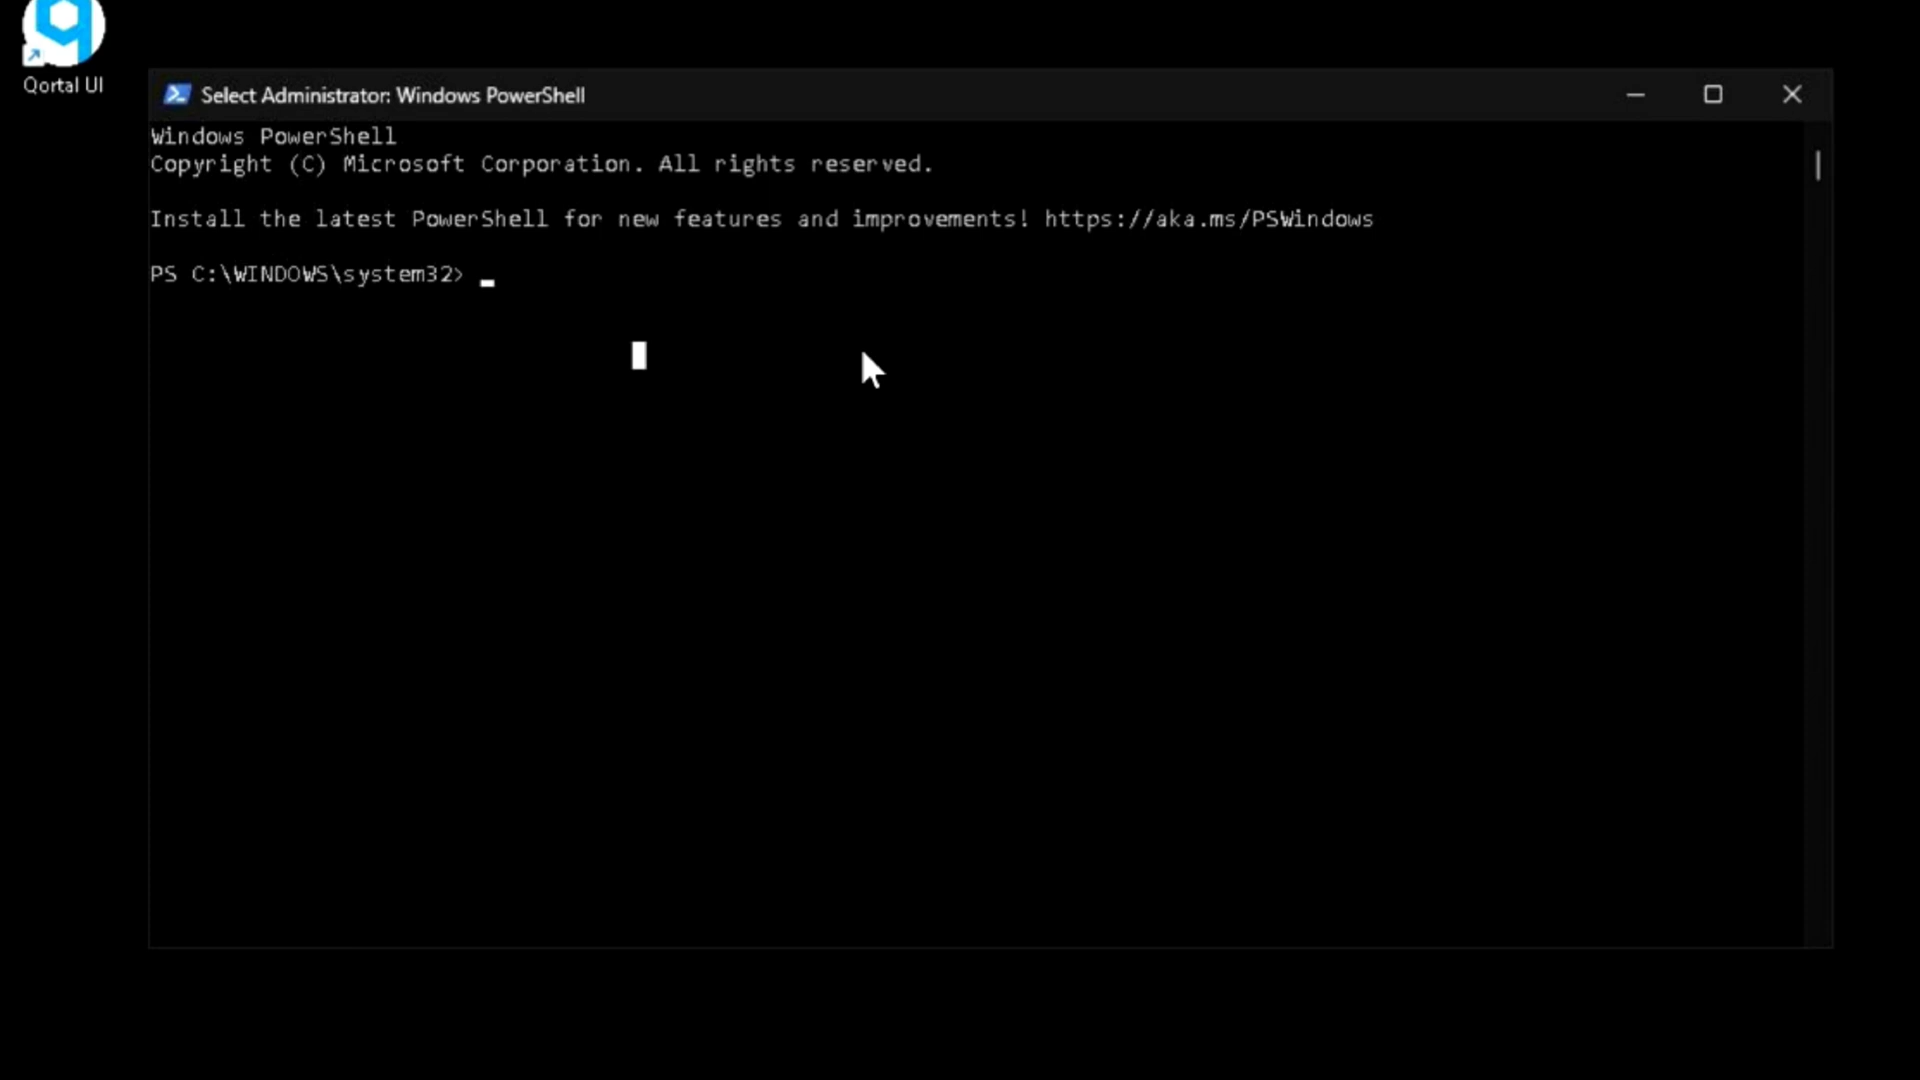 Qortal UI
Select Administrator: Windows PowerShell
Windows PowerShell
Copyright (C) Microsoft Corporation. All rights reserved.
Install the latest PowerShell for new features and improvements! https://aka.ms/PSWindows
PS C:\WINDOWS\system32>